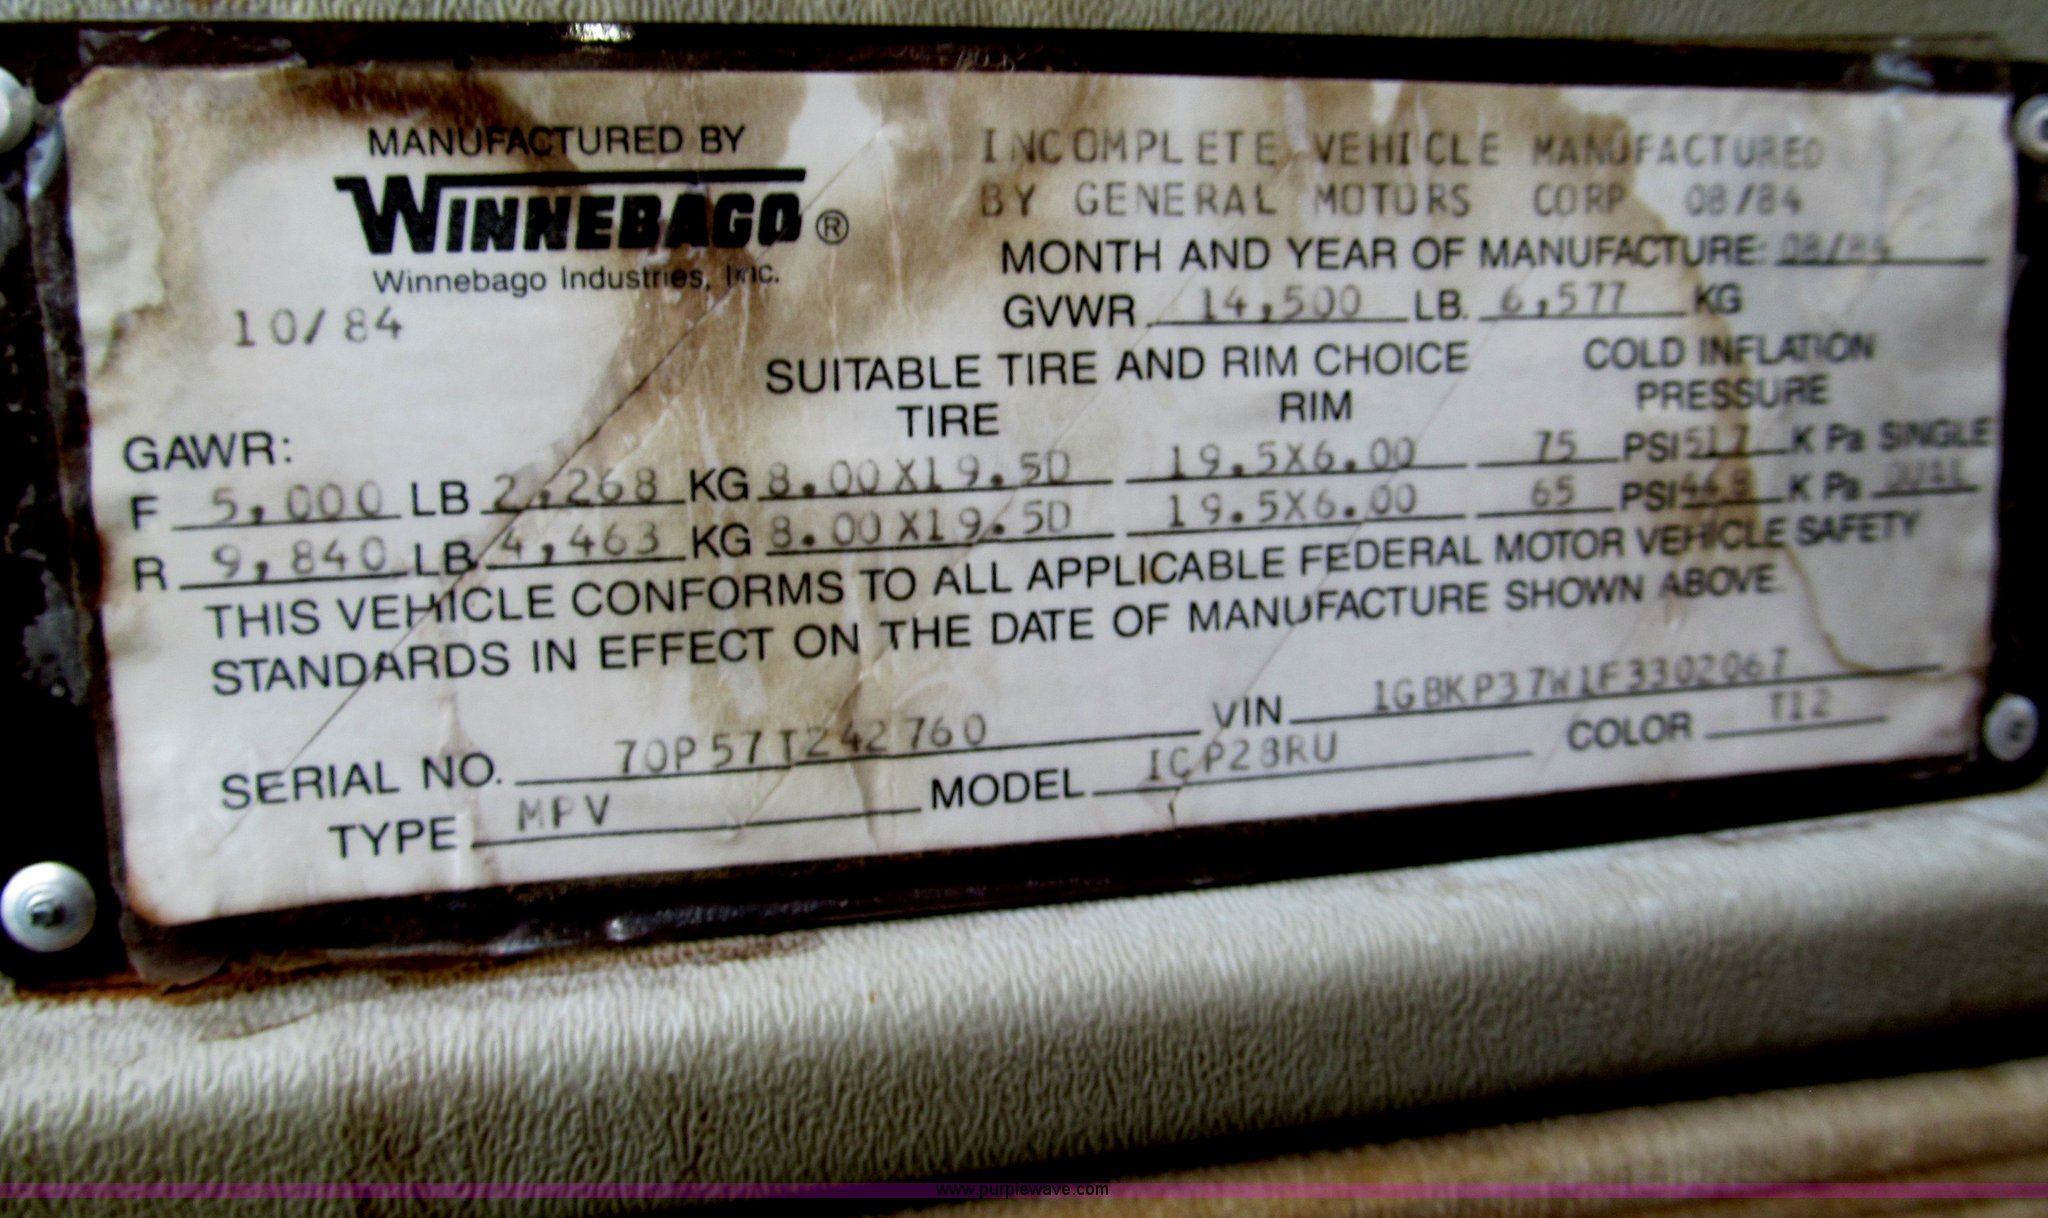 MANUFACTURED BY
WINNEBAGO®
Winnebago Industries, Inc.
10/84
INCOMPLETE VEHICLE MANUFACTURED
BY GENERAL MOTORS CORP 08/84
MONTH AND YEAR OF MANUFACTURE: 08/84
GVWR 14,500 LB. 6,577 KG
SUITABLE TIRE AND RIM CHOICE
TIRE RIM
COLD INFLATION
PRESSURE
GAWR:
F 5,000 LB 2,268 KG 8.00X19.5D 19.5X6.00 75 PSI 517 K Pa SINGLE
R 9,840 LB 4,463 KG 8.00X19.5D 19.5X6.00 65 PSI 448 K Pa DUAL
THIS VEHICLE CONFORMS TO ALL APPLICABLE FEDERAL MOTOR VEHICLE SAFETY
STANDARDS IN EFFECT ON THE DATE OF MANUFACTURE SHOWN ABOVE.
SERIAL NO. 70P57T242760 VIN 1GBKP37W1F3302067
TYPE MPV MODEL ICP28RU COLOR T12
www.purplewave.com